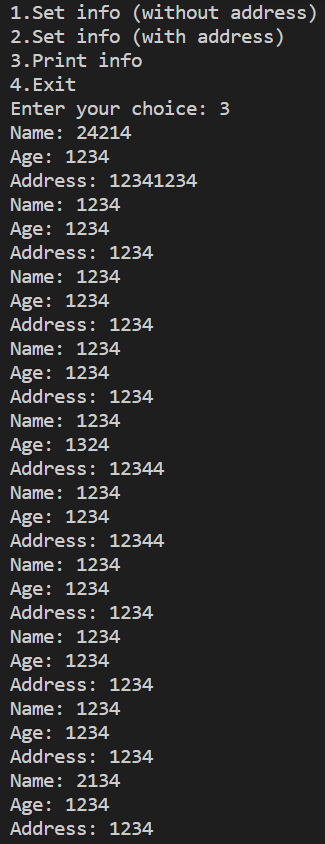 1.Set info (without address)
2.Set info (with address)
3.Print info
4.Exit
Enter your choice: 3
Name: 24214
Age: 1234
Address: 12341234
Name: 1234
Age: 1234
Address: 1234
Name: 1234
Age: 1234
Address: 1234
Name: 1234
Age: 1234
Address: 1234
Name: 1234
Age: 1324
Address: 12344
Name: 1234
Age: 1234
Address: 12344
Name: 1234
Age: 1234
Address: 1234
Name: 1234
Age: 1234
Address: 1234
Name: 1234
Age: 1234
Address: 1234
Name: 2134
Age: 1234
Address: 1234